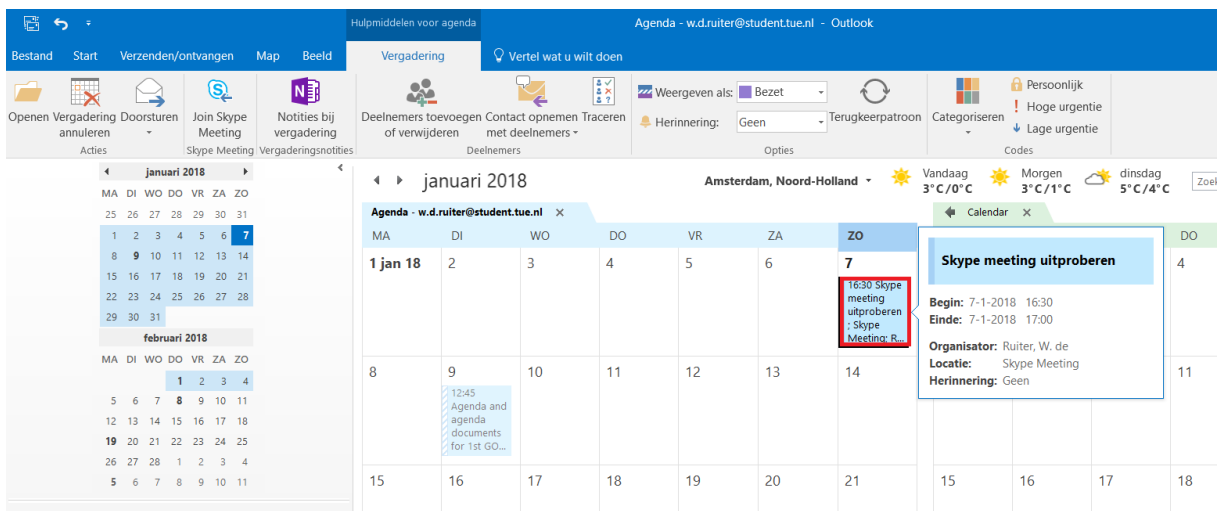 Hulpmiddelen voor agenda
Agenda - w.d.ruiter@student.tue.nl - Outlook
Bestand Start Verzenden/ontvangen Map Beeld Vergadering Vertel wat u wilt doen
Openen Vergadering annuleren Doorsturen
Acties
Join Skype Meeting
Skype Meeting
Notities bij vergadering
Vergaderingsnotities
Deelnemers toevoegen of verwijderen Contact opnemen met deelnemers Traceren
Deelnemers
Weergeven als: Bezet
Herinnering: Geen
Terugkeerpatroon
Opties
Categoriseren
Persoonlijk
Hoge urgentie
Lage urgentie
Codes
januari 2018
MA DI WO DO VR ZA ZO
25 26 27 28 29 30 31
1 2 3 4 5 6 7
8 9 10 11 12 13 14
15 16 17 18 19 20 21
22 23 24 25 26 27 28
29 30 31
februari 2018
MA DI WO DO VR ZA ZO
1 2 3 4
5 6 7 8 9 10 11
12 13 14 15 16 17 18
19 20 21 22 23 24 25
26 27 28 1 2 3 4
5 6 7 8 9 10 11
januari 2018
Amsterdam, Noord-Holland
Vandaag
3°C/0°C
Morgen
3°C/1°C
dinsdag
5°C/4°C
Zoek
Agenda - w.d.ruiter@student.tue.nl
Calendar
MA DI WO DO VR ZA ZO DO
1 jan 18 2 3 4 5 6 7 4
16:30 Skype
meeting
uitproberen
; Skype
Meeting; R...
Skype meeting uitproberen
Begin: 7-1-2018 16:30
Einde: 7-1-2018 17:00
Organisator: Ruiter, W. de
Locatie: Skype Meeting
Herinnering: Geen
8 9 10 11 12 13 14 11
12:45
Agenda and
agenda
documents
for 1st GO...
15 16 17 18 19 20 21 15 16 17 18